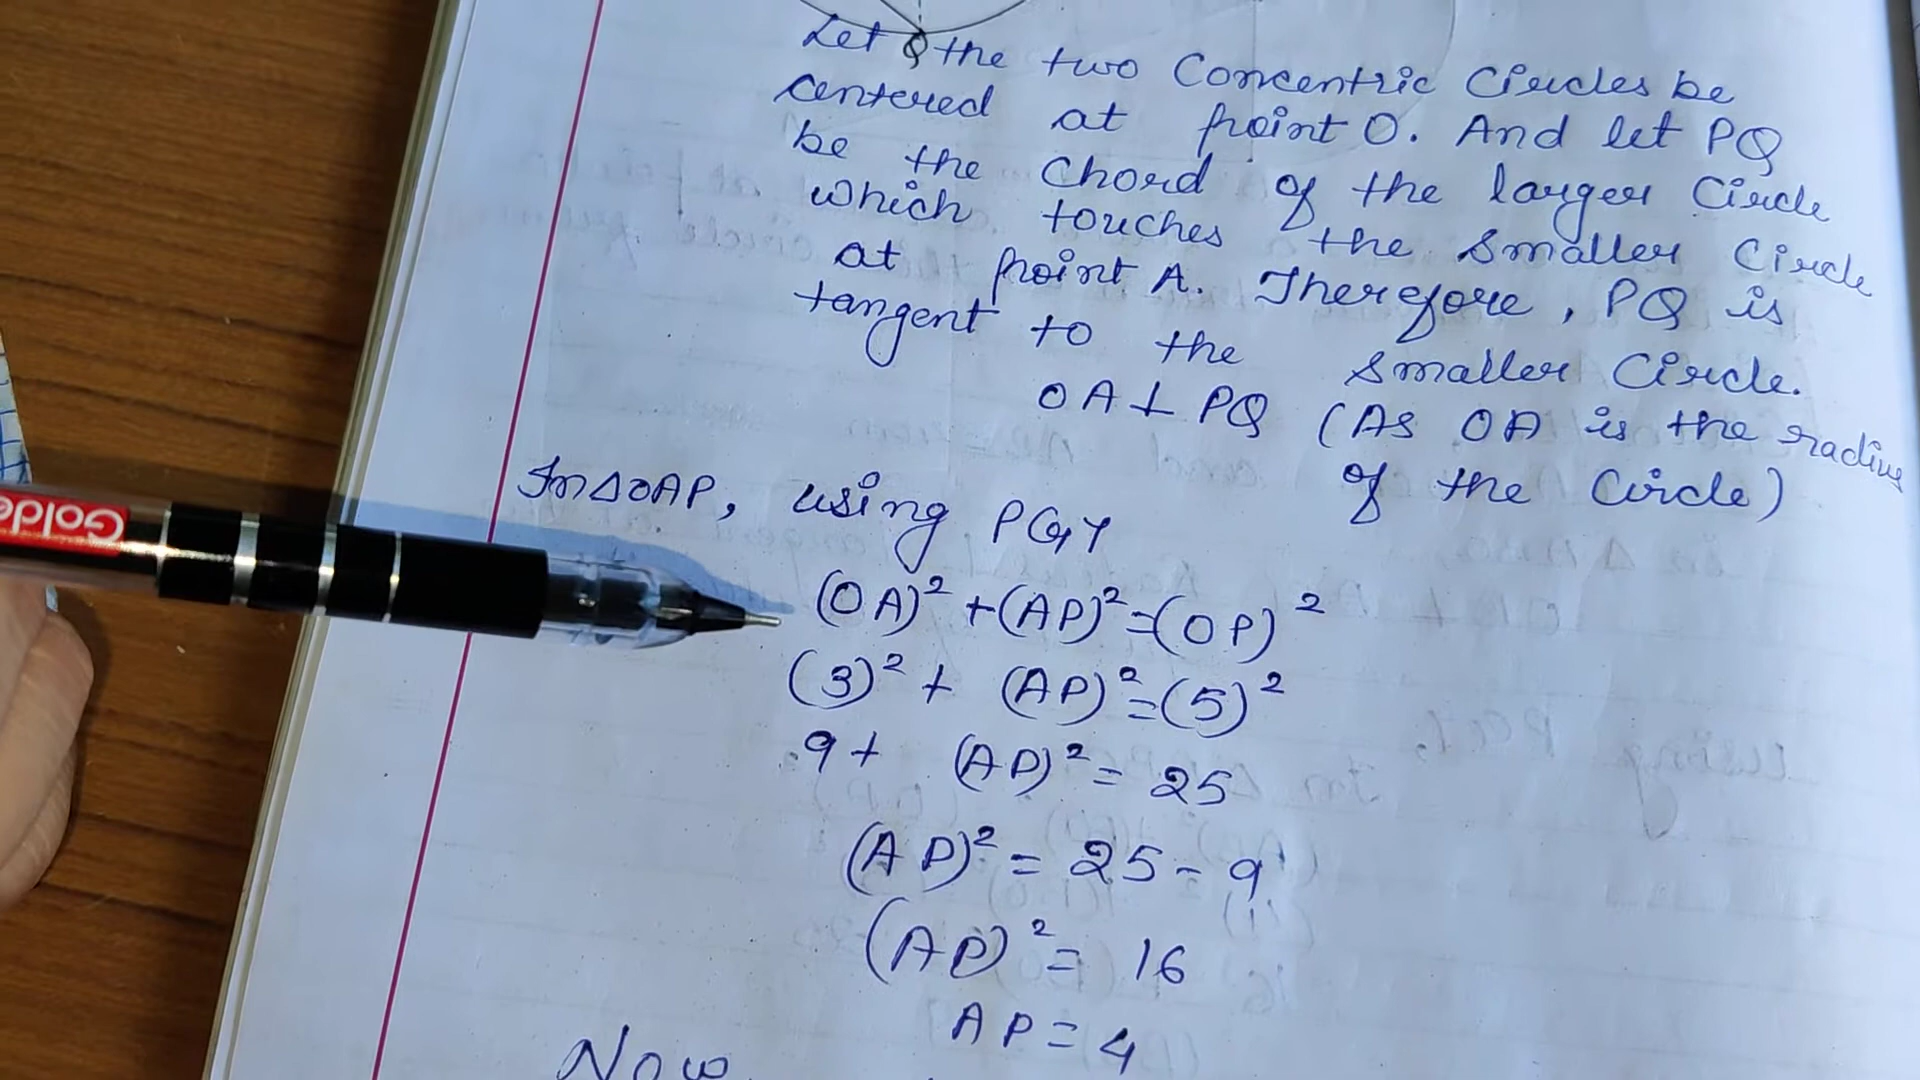 Q
Let the two Concentric Circles be
centered at point O. And let PQ
be the Chord of the larger Circle
which touches the smaller Circle
at point A. Therefore, PQ is
tangent to the smaller Circle.
OA ⊥ PQ (As OA is the radius
of the Circle)
In △OAP, using PGT
(OA)² + (AP)² = (OP)²
(3)² + (AP)² = (5)²
9 + (AP)² = 25
(AP)² = 25 - 9
(AP)² = 16
AP = 4
Now
Golde